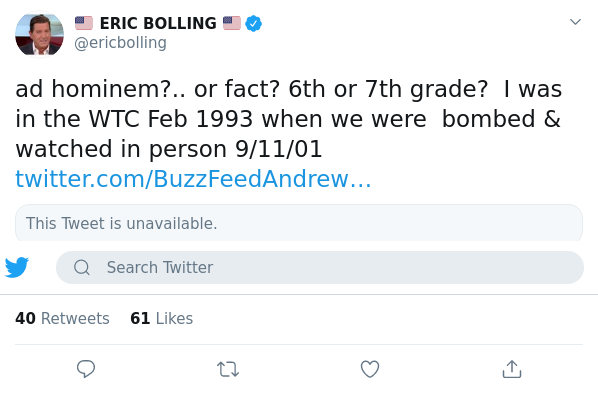 🇺🇸 ERIC BOLLING 🇺🇸
@ericbolling
ad hominem?.. or fact? 6th or 7th grade?  I was
in the WTC Feb 1993 when we were  bombed &
watched in person 9/11/01
twitter.com/BuzzFeedAndrew…
This Tweet is unavailable.
Search Twitter
40 Retweets 61 Likes